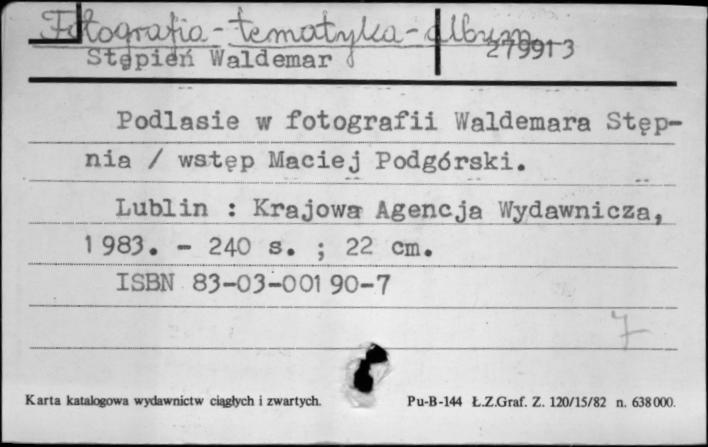 Fotografia - tematyka - album
Stępień Waldemar 279913
Podlasie w fotografii Waldemara Stęp-
nia / wstęp Maciej Podgórski.
Lublin : Krajowa Agencja Wydawnicza,
1983. - 240 s. ; 22 cm.
ISBN 83-03-00190-7
7
Karta katalogowa wydawnictw ciągłych i zwartych. Pu-B-144 Ł.Z.Graf. Z. 120/15/82 n. 638000.